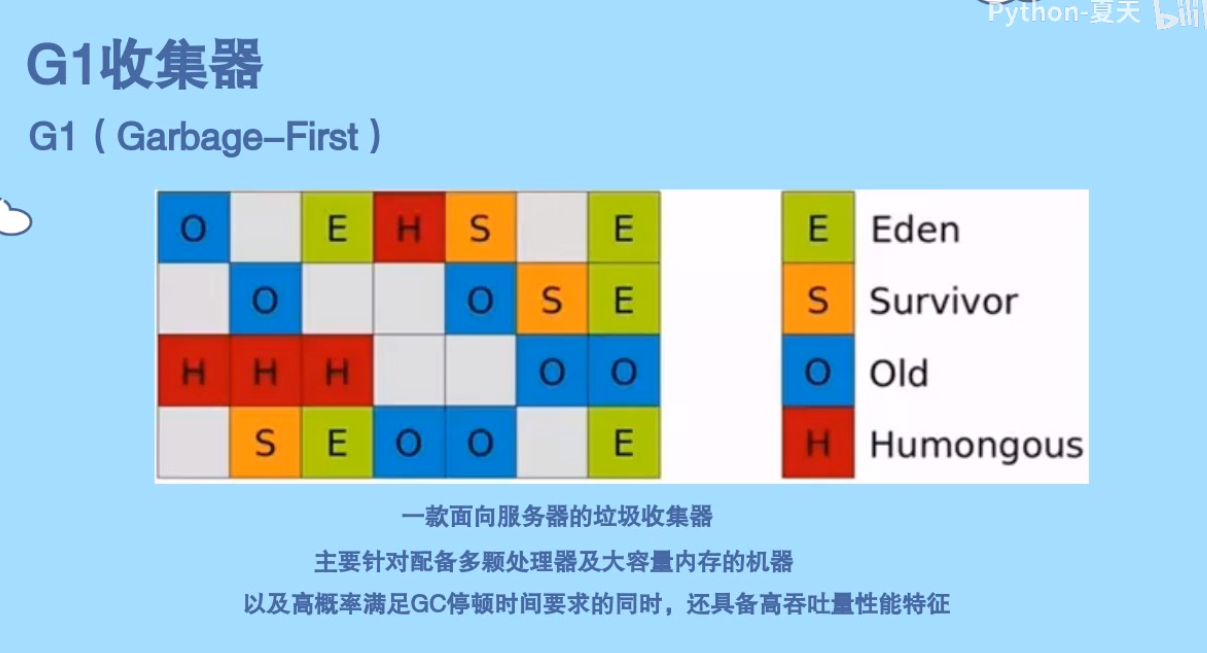 Python-夏天 bili
G1收集器
G1（Garbage-First）
O E H S E
O O S E
H H H O O
S E O O E
E Eden
S Survivor
O Old
H Humongous
一款面向服务器的垃圾收集器
主要针对配备多颗处理器及大容量内存的机器
以及高概率满足GC停顿时间要求的同时，还具备高吞吐量性能特征